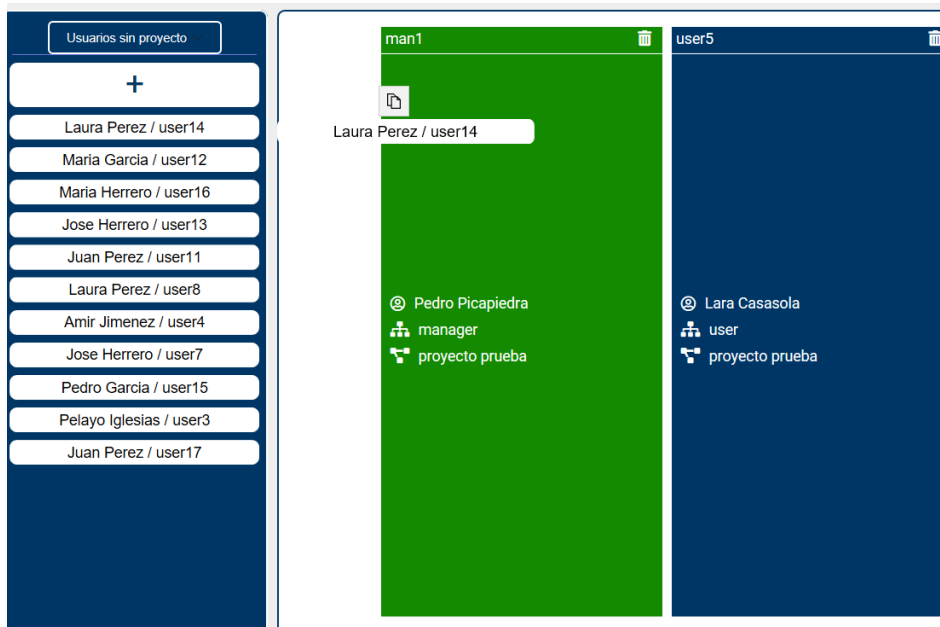 Usuarios sin proyecto
+
Laura Perez / user14
Maria Garcia / user12
Maria Herrero / user16
Jose Herrero / user13
Juan Perez / user11
Laura Perez / user8
Amir Jimenez / user4
Jose Herrero / user7
Pedro Garcia / user15
Pelayo Iglesias / user3
Juan Perez / user17
man1
Laura Perez / user14
Pedro Picapiedra
manager
proyecto prueba
user5
Lara Casasola
user
proyecto prueba